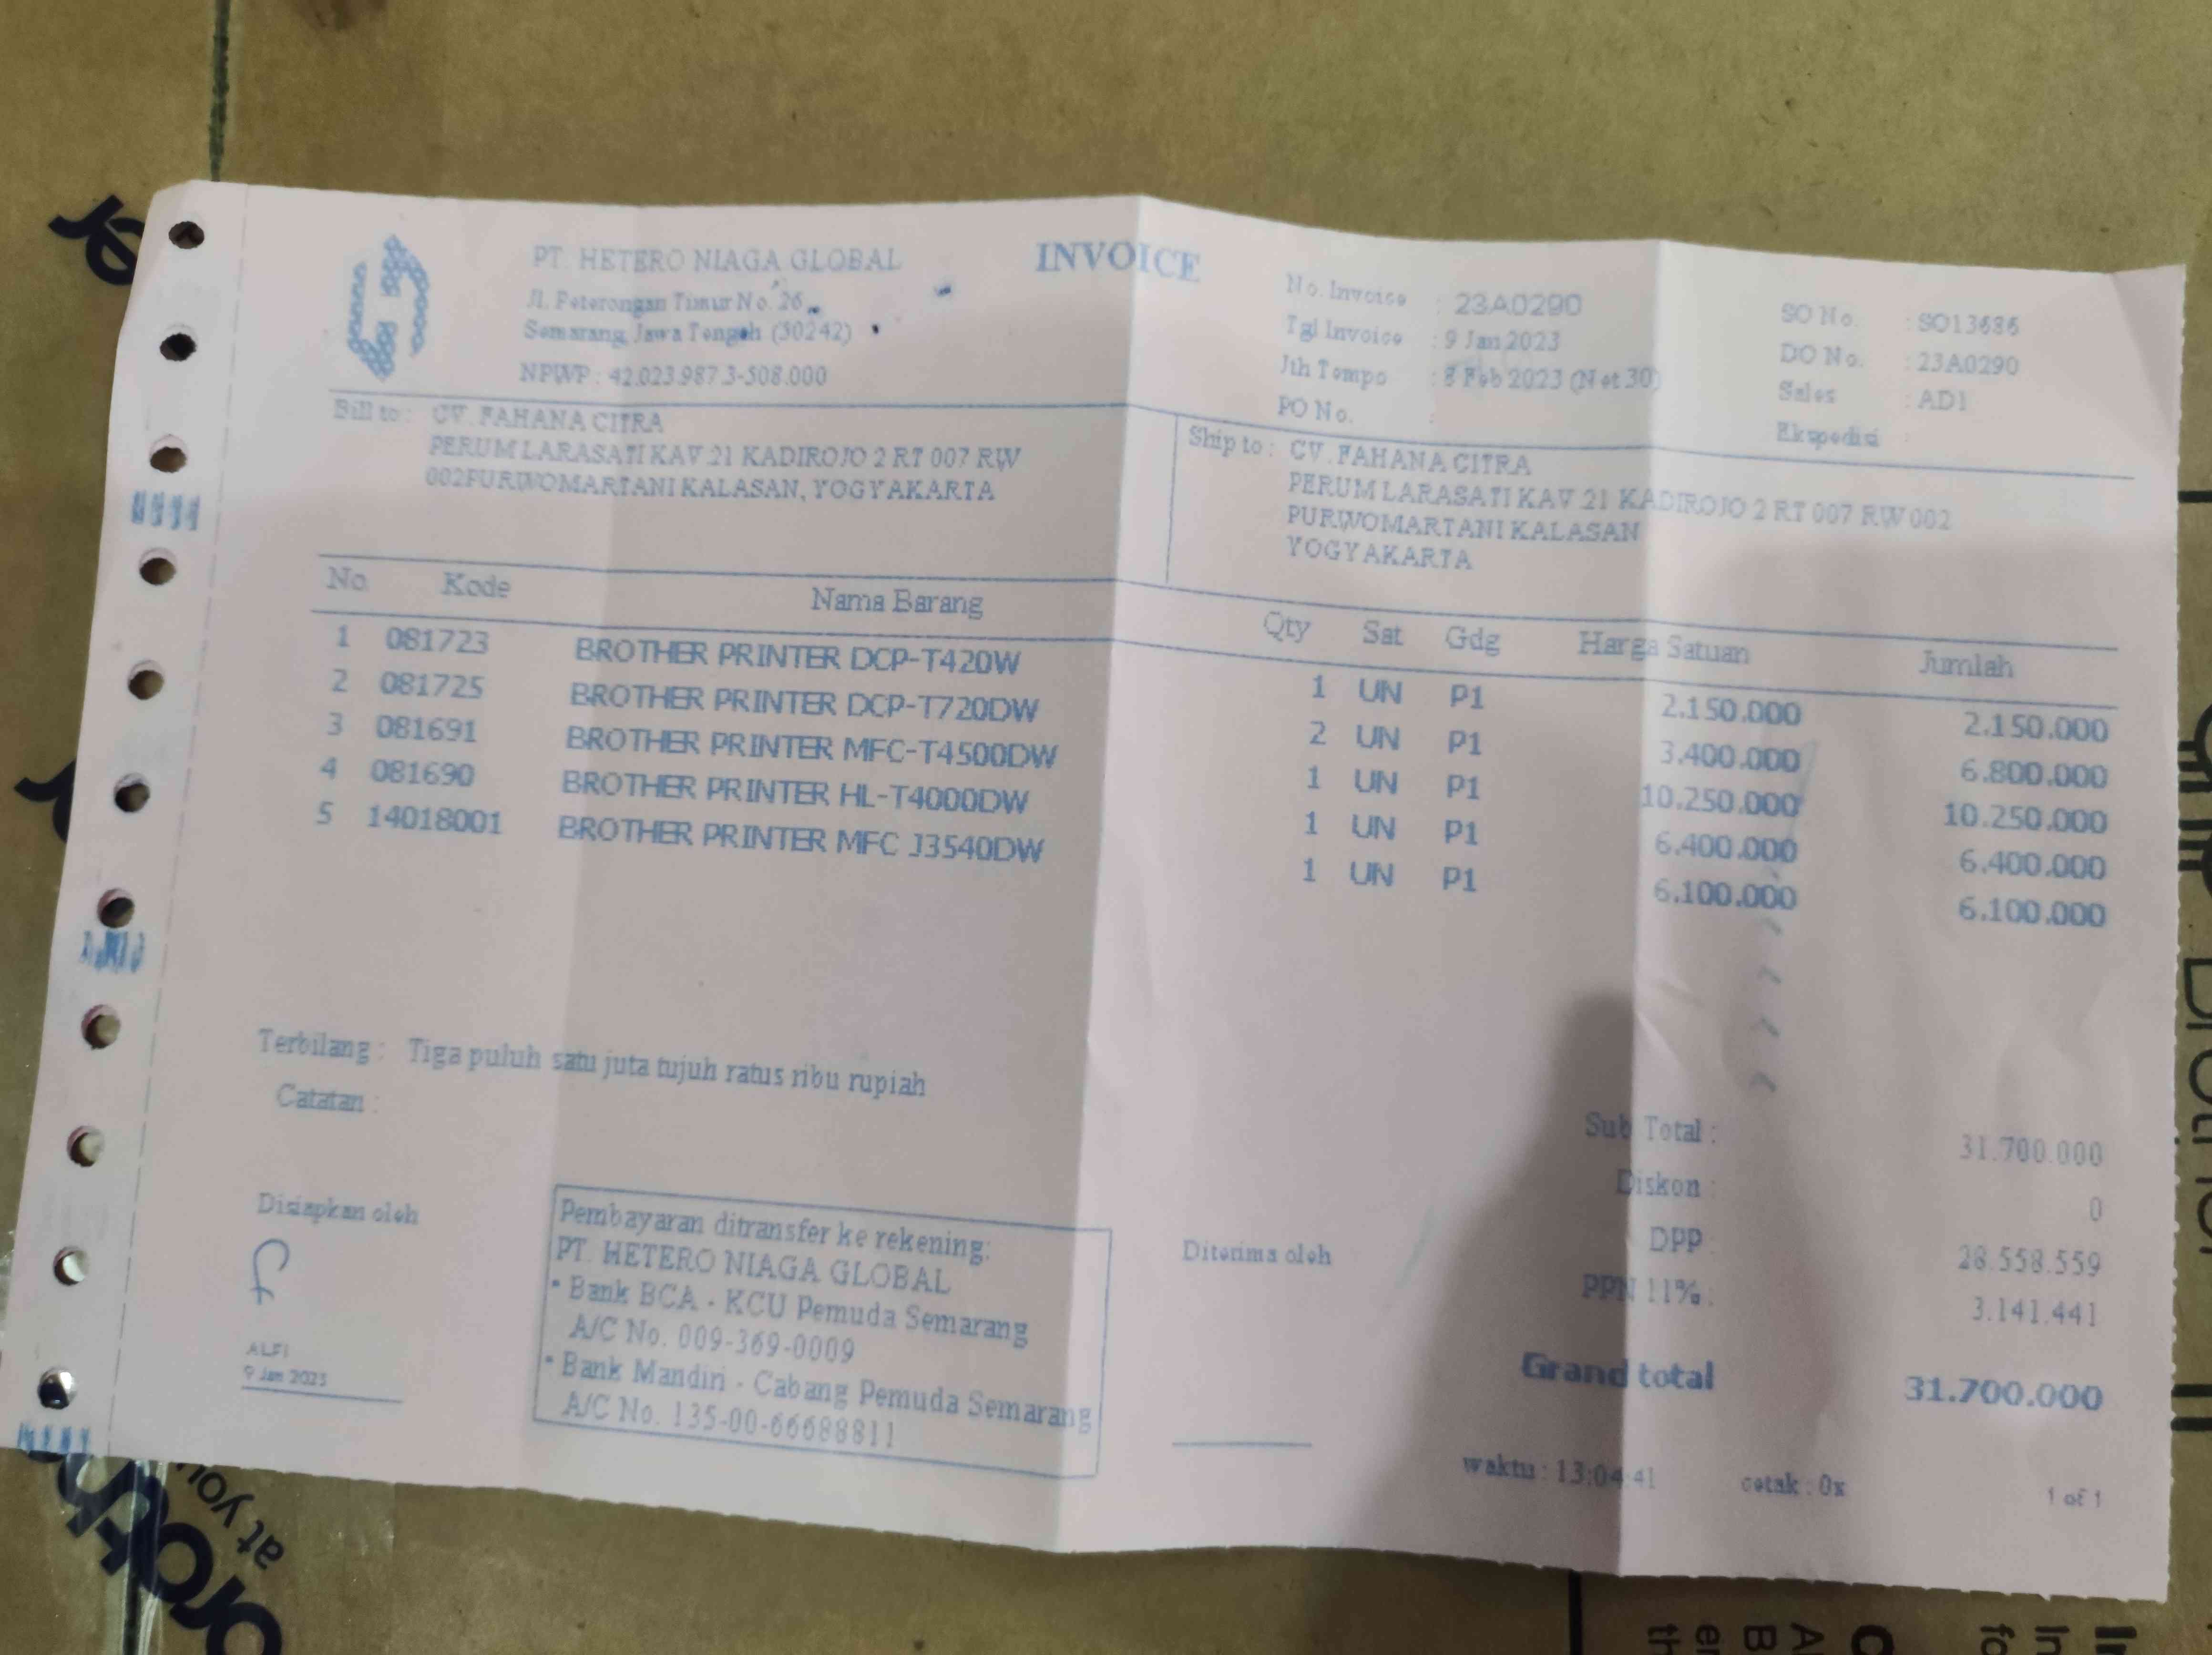 PT. HETERO NIAGA GLOBAL
Jl. Peterongan Timur No. 26
Semarang, Jawa Tengah (50242)
NPWP : 42.023.987.3-508.000
INVOICE
No. Invoice : 23A0290
Tgl Invoice : 9 Jan 2023
Jth Tempo : 8 Feb 2023 (Net 30)
PO No. :
SO No. : SO13686
DO No. : 23A0290
Sales : AD1
Ekspedisi :
Bill to : CV. FAHANA CITRA
PERUM LARASATI KAV 21 KADIROJO 2 RT 007 RW
002PURWOMARTANI KALASAN, YOGYAKARTA
Ship to : CV. FAHANA CITRA
PERUM LARASATI KAV 21 KADIROJO 2 RT 007 RW 002
PURWOMARTANI KALASAN
YOGYAKARTA
No. Kode Nama Barang Qty Sat Gdg Harga Satuan Jumlah
1 081723 BROTHER PRINTER DCP-T420W 1 UN P1 2.150.000 2.150.000
2 081725 BROTHER PRINTER DCP-T720DW 2 UN P1 3.400.000 6.800.000
3 081691 BROTHER PRINTER MFC-T4500DW 1 UN P1 10.250.000 10.250.000
4 081690 BROTHER PRINTER HL-T4000DW 1 UN P1 6.400.000 6.400.000
5 14018001 BROTHER PRINTER MFC J3540DW 1 UN P1 6.100.000 6.100.000
Terbilang : Tiga puluh satu juta tujuh ratus ribu rupiah
Catatan :
Sub Total : 31.700.000
Diskon : 0
DPP : 28.558.559
PPN 11% : 3.141.441
Grand total 31.700.000
Disiapkan oleh
ALFI
9 Jan 2023
Pembayaran ditransfer ke rekening:
PT. HETERO NIAGA GLOBAL
• Bank BCA - KCU Pemuda Semarang
A/C No. 009-369-0009
• Bank Mandiri - Cabang Pemuda Semarang
A/C No. 135-00-66688811
Diterima oleh
waktu : 13:04:41 cetak : 0x 1 of 1
at you